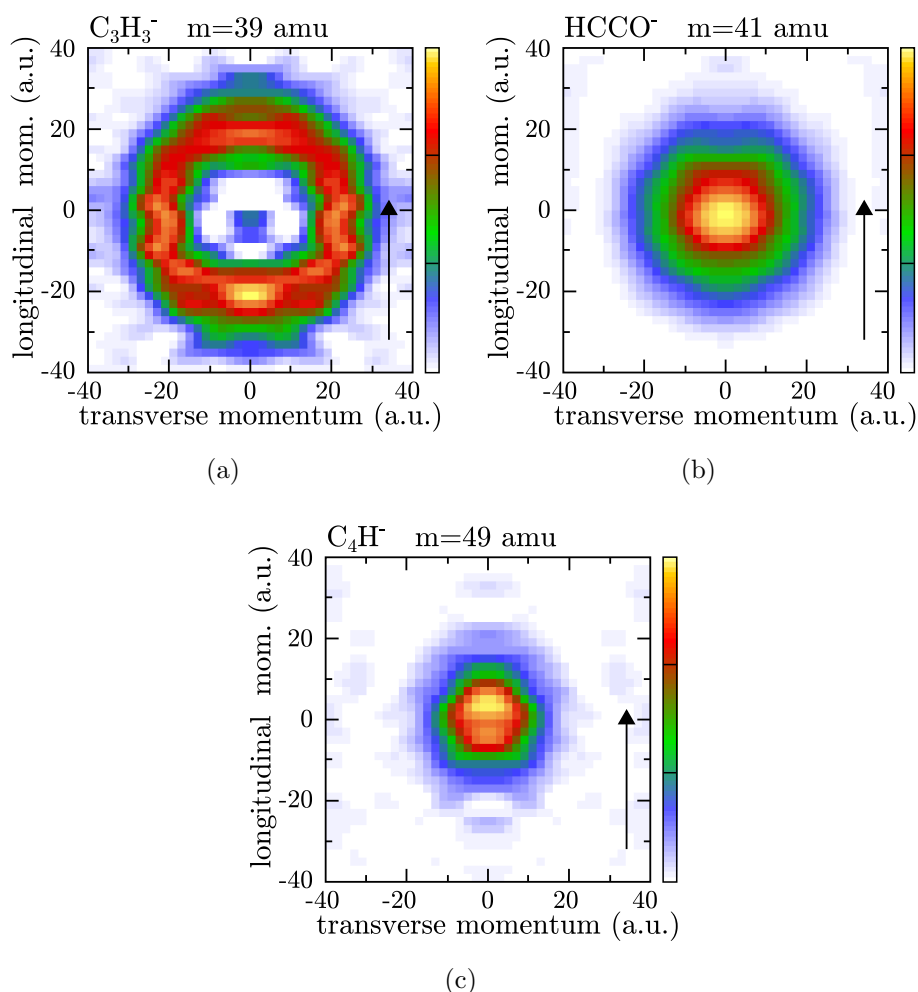 C₃H₃⁻ m=39 amu
longitudinal mom. (a.u.)
40
20
0
-20
-40
-40 -20 0 20 40
transverse momentum (a.u.)
(a)
HCCO⁻ m=41 amu
longitudinal mom. (a.u.)
40
20
0
-20
-40
-40 -20 0 20 40
transverse momentum (a.u.)
(b)
C₄H⁻ m=49 amu
longitudinal mom. (a.u.)
40
20
0
-20
-40
-40 -20 0 20 40
transverse momentum (a.u.)
(c)